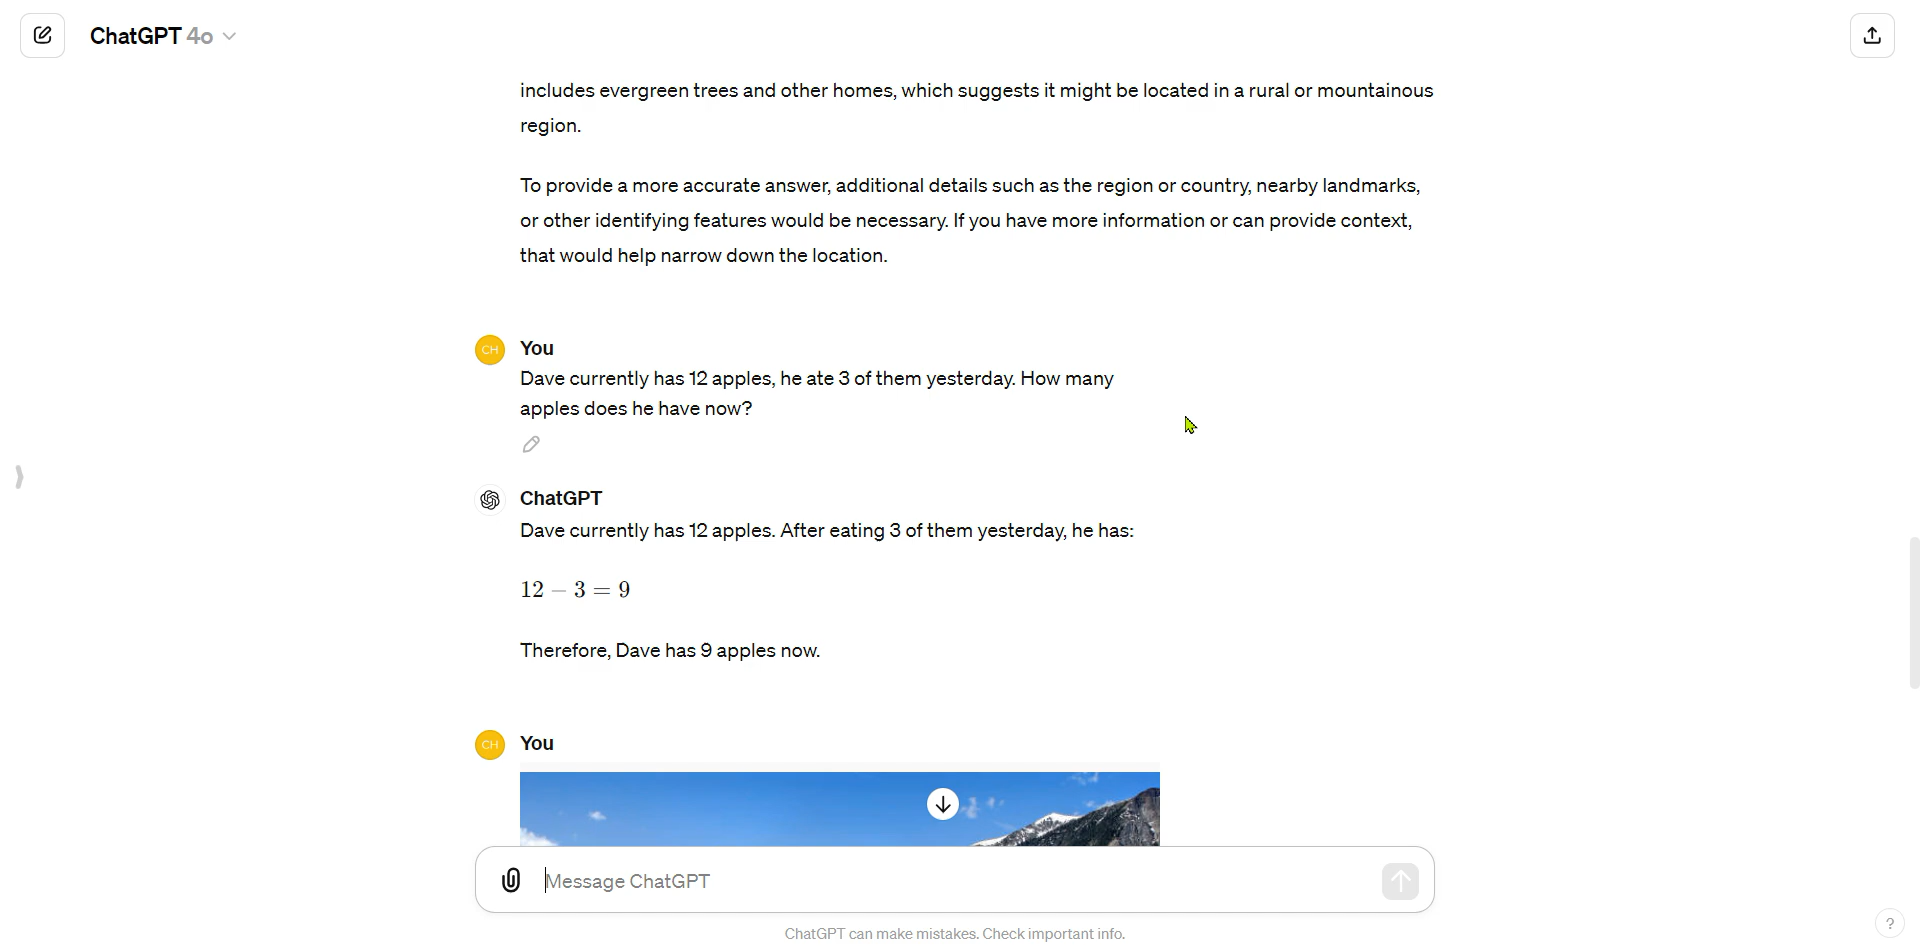 ChatGPT 4o
includes evergreen trees and other homes, which suggests it might be located in a rural or mountainous
region.
To provide a more accurate answer, additional details such as the region or country, nearby landmarks,
or other identifying features would be necessary. If you have more information or can provide context,
that would help narrow down the location.
CH
You
Dave currently has 12 apples, he ate 3 of them yesterday. How many
apples does he have now?
ChatGPT
Dave currently has 12 apples. After eating 3 of them yesterday, he has:
12 − 3 = 9
Therefore, Dave has 9 apples now.
CH
You
Message ChatGPT
ChatGPT can make mistakes. Check important info.
?